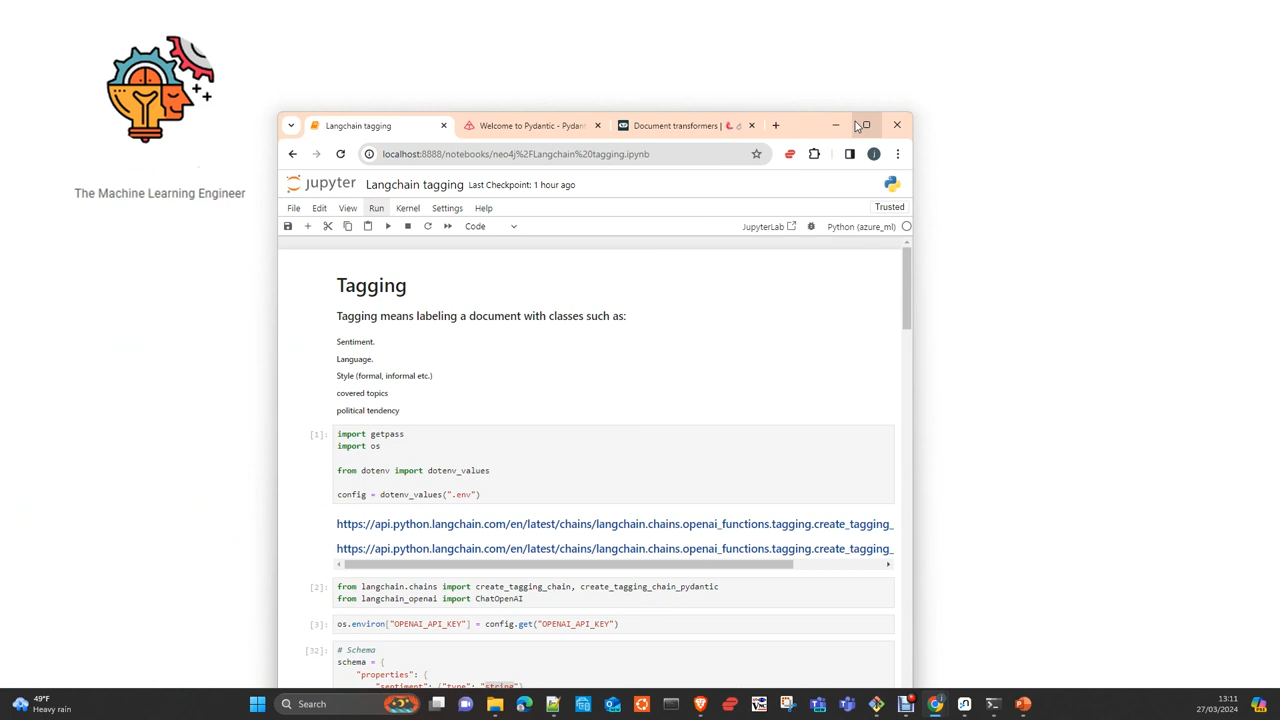 The Machine Learning Engineer
Langchain tagging
Welcome to Pydantic - Pydan
Document transformers |
localhost:8888/notebooks/neo4j%2FLangchain%20tagging.ipynb
jupyter Langchain tagging Last Checkpoint: 1 hour ago
File Edit View Run Kernel Settings Help
Trusted
Code
JupyterLab
Python (azure_ml)
Tagging
Tagging means labeling a document with classes such as:
Sentiment.
Language.
Style (formal, informal etc.)
covered topics
political tendency
[1]: import getpass
import os
from dotenv import dotenv_values
config = dotenv_values(".env")
https://api.python.langchain.com/en/latest/chains/langchain.chains.openai_functions.tagging.create_tagging_
https://api.python.langchain.com/en/latest/chains/langchain.chains.openai_functions.tagging.create_tagging_
[2]: from langchain.chains import create_tagging_chain, create_tagging_chain_pydantic
from langchain_openai import ChatOpenAI
[3]: os.environ["OPENAI_API_KEY"] = config.get("OPENAI_API_KEY")
[32]: # Schema
schema = {
"properties": {
"sentiment": {"type": "string"}
49°F
Heavy rain
Search
13:11
27/03/2024